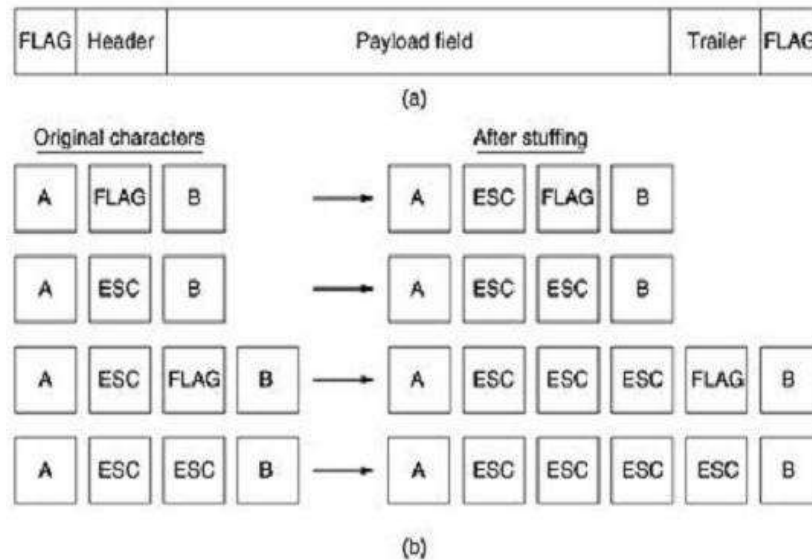 FLAG Header Payload field Trailer FLAG
(a)
Original characters After stuffing
A FLAG B A ESC FLAG B
A ESC B A ESC ESC B
A ESC FLAG B A ESC ESC ESC FLAG B
A ESC ESC B A ESC ESC ESC ESC B
(b)